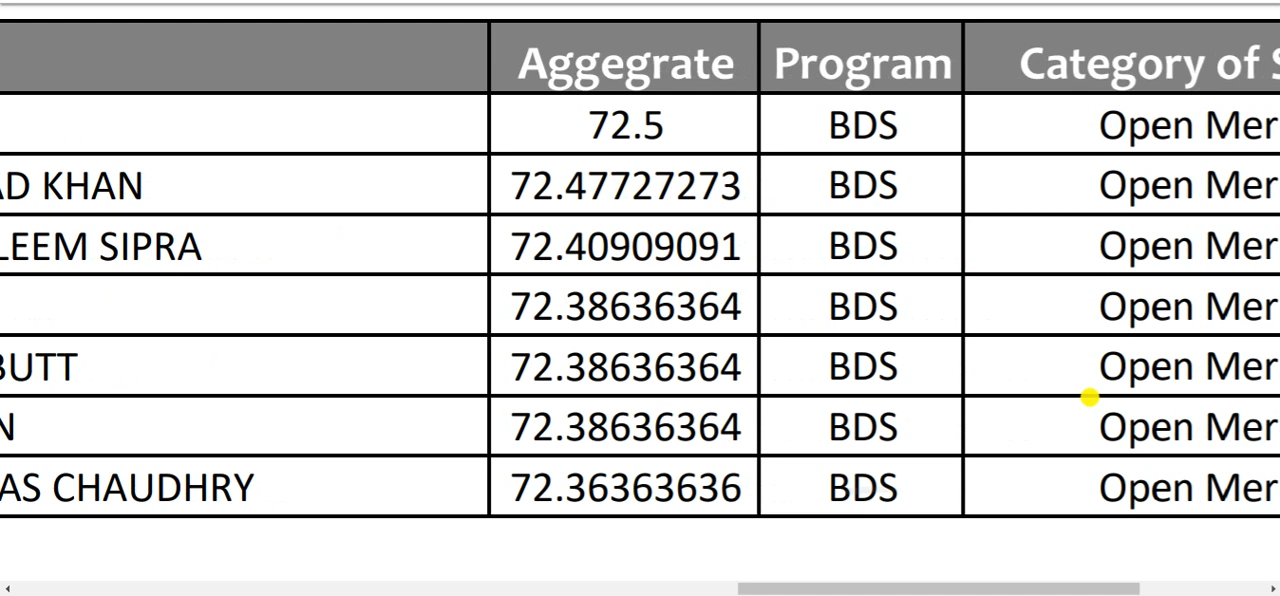 Aggegrate Program Category of
72.5 BDS Open Mer
KHAN 72.47727273 BDS Open Mer
SIPRA 72.40909091 BDS Open Mer
72.38636364 BDS Open Mer
BUTT 72.38636364 BDS Open Mer
N 72.38636364 BDS Open Mer
AS CHAUDHRY 72.36363636 BDS Open Mer